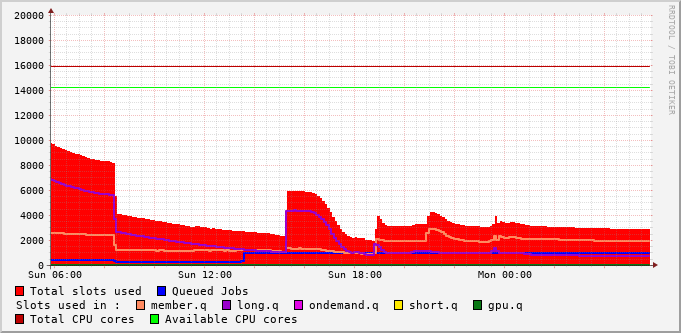 20000
18000
16000
14000
12000
10000
8000
6000
4000
2000
0
Sun 06:00 Sun 12:00 Sun 18:00 Mon 00:00
RRDTOOL / TOBI OETIKER
Total slots used Queued Jobs
Slots used in : member.q long.q ondemand.q short.q gpu.q
Total CPU cores Available CPU cores